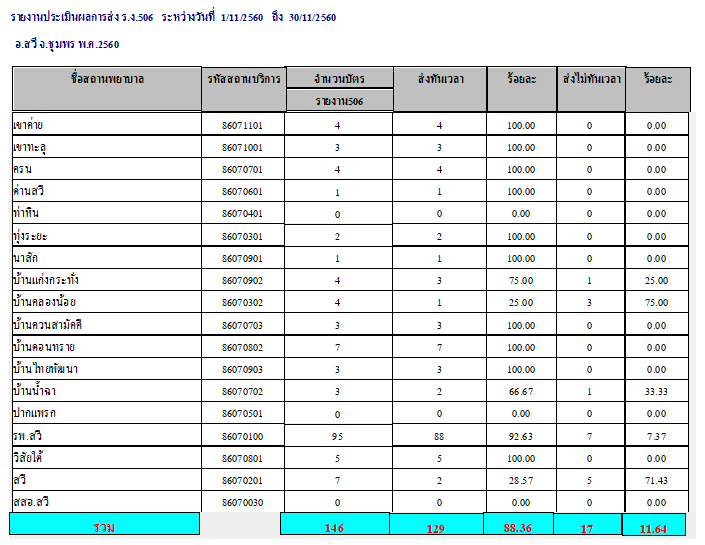 รายงานประเมินผลการส่ง ร.ง.506 ระหว่างวันที่ 1/11/2560 ถึง 30/11/2560
อ.สวี จ.ชุมพร พ.ศ.2560
ชื่อสถานพยาบาล รหัสสถานบริการ จำนวนบัตร ส่งทันเวลา ร้อยละ ส่งไม่ทันเวลา ร้อยละ
รายงาน506
เขาค่าย 86071101 4 4 100.00 0 0.00
เขาทะลุ 86071001 3 3 100.00 0 0.00
ครน 86070701 4 4 100.00 0 0.00
ด่านสวี 86070601 1 1 100.00 0 0.00
ท่าหิน 86070401 0 0 0.00 0 0.00
ทุ่งระยะ 86070301 2 2 100.00 0 0.00
นาสัก 86070901 1 1 100.00 0 0.00
บ้านแก่งกระทั่ง 86070902 4 3 75.00 1 25.00
บ้านคลองน้อย 86070302 4 1 25.00 3 75.00
บ้านควนสามัคคี 86070703 3 3 100.00 0 0.00
บ้านดอนทราย 86070802 7 7 100.00 0 0.00
บ้านไทยพัฒนา 86070903 3 3 100.00 0 0.00
บ้านน้ำฉา 86070702 3 2 66.67 1 33.33
ปากแพรก 86070501 0 0 0.00 0 0.00
รพ.สวี 86070100 95 88 92.63 7 7.37
วิสัยใต้ 86070801 5 5 100.00 0 0.00
สวี 86070201 7 2 28.57 5 71.43
สสอ.สวี 86070030 0 0 0.00 0 0.00
รวม 146 129 88.36 17 11.64